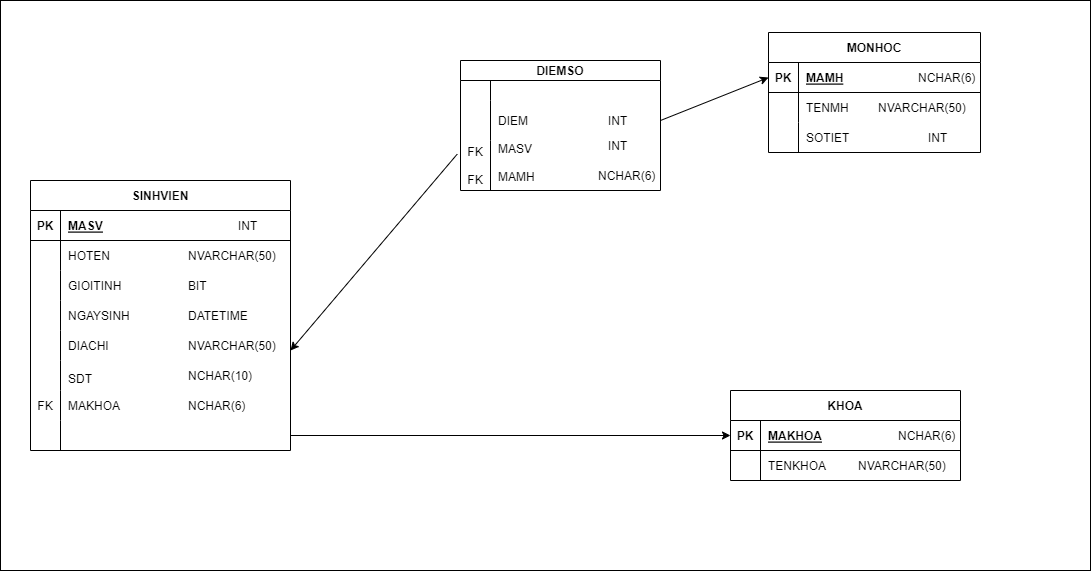 DIEMSO
DIEM INT
FK MASV INT
FK MAMH NCHAR(6)
MONHOC
PK MAMH NCHAR(6)
TENMH NVARCHAR(50)
SOTIET INT
SINHVIEN
PK MASV INT
HOTEN NVARCHAR(50)
GIOITINH BIT
NGAYSINH DATETIME
DIACHI NVARCHAR(50)
SDT NCHAR(10)
FK MAKHOA NCHAR(6)
KHOA
PK MAKHOA NCHAR(6)
TENKHOA NVARCHAR(50)